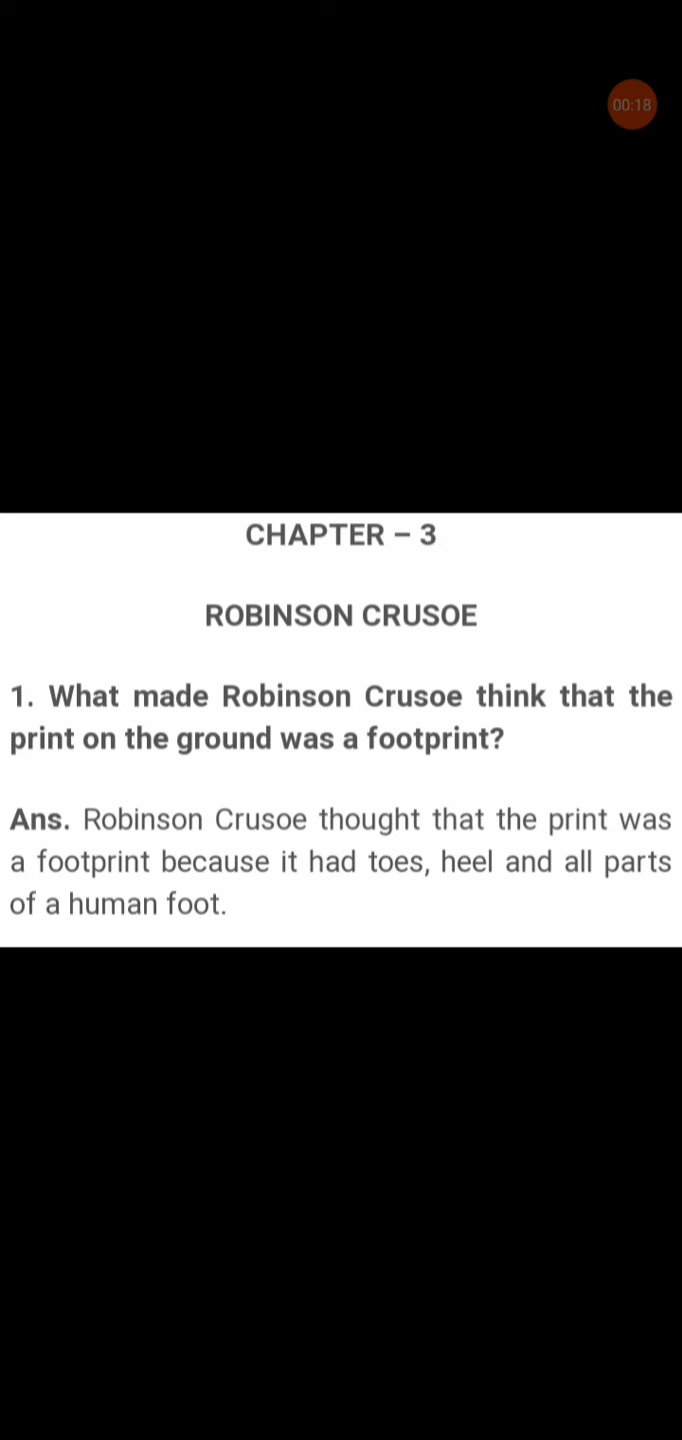 00:18
CHAPTER – 3
ROBINSON CRUSOE
1. What made Robinson Crusoe think that the
print on the ground was a footprint?
Ans. Robinson Crusoe thought that the print was
a footprint because it had toes, heel and all parts
of a human foot.